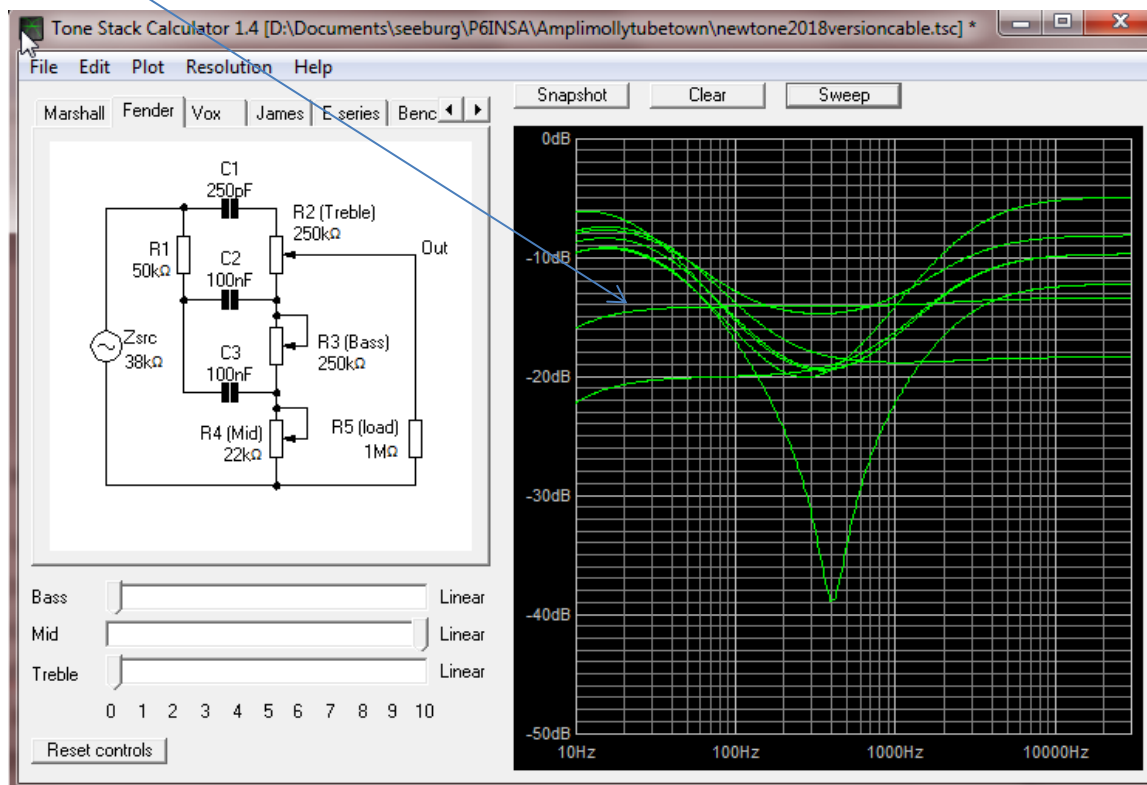 Tone Stack Calculator 1.4 [D:\Documents\seeburg\P6INSA\Amplimollytubetown\newtone2018versioncable.tsc] *
File Edit Plot Resolution Help
Marshall Fender Vox James E series Benc
Snapshot Clear Sweep
C1
250pF
R2 (Treble)
250kΩ
R1
50kΩ
C2
100nF
Out
Zsrc
38kΩ
R3 (Bass)
250kΩ
C3
100nF
R4 (Mid)
22kΩ
R5 (load)
1MΩ
Bass Linear
Mid Linear
Treble Linear
0 1 2 3 4 5 6 7 8 9 10
Reset controls
0dB
-10dB
-20dB
-30dB
-40dB
-50dB
10Hz 100Hz 1000Hz 10000Hz